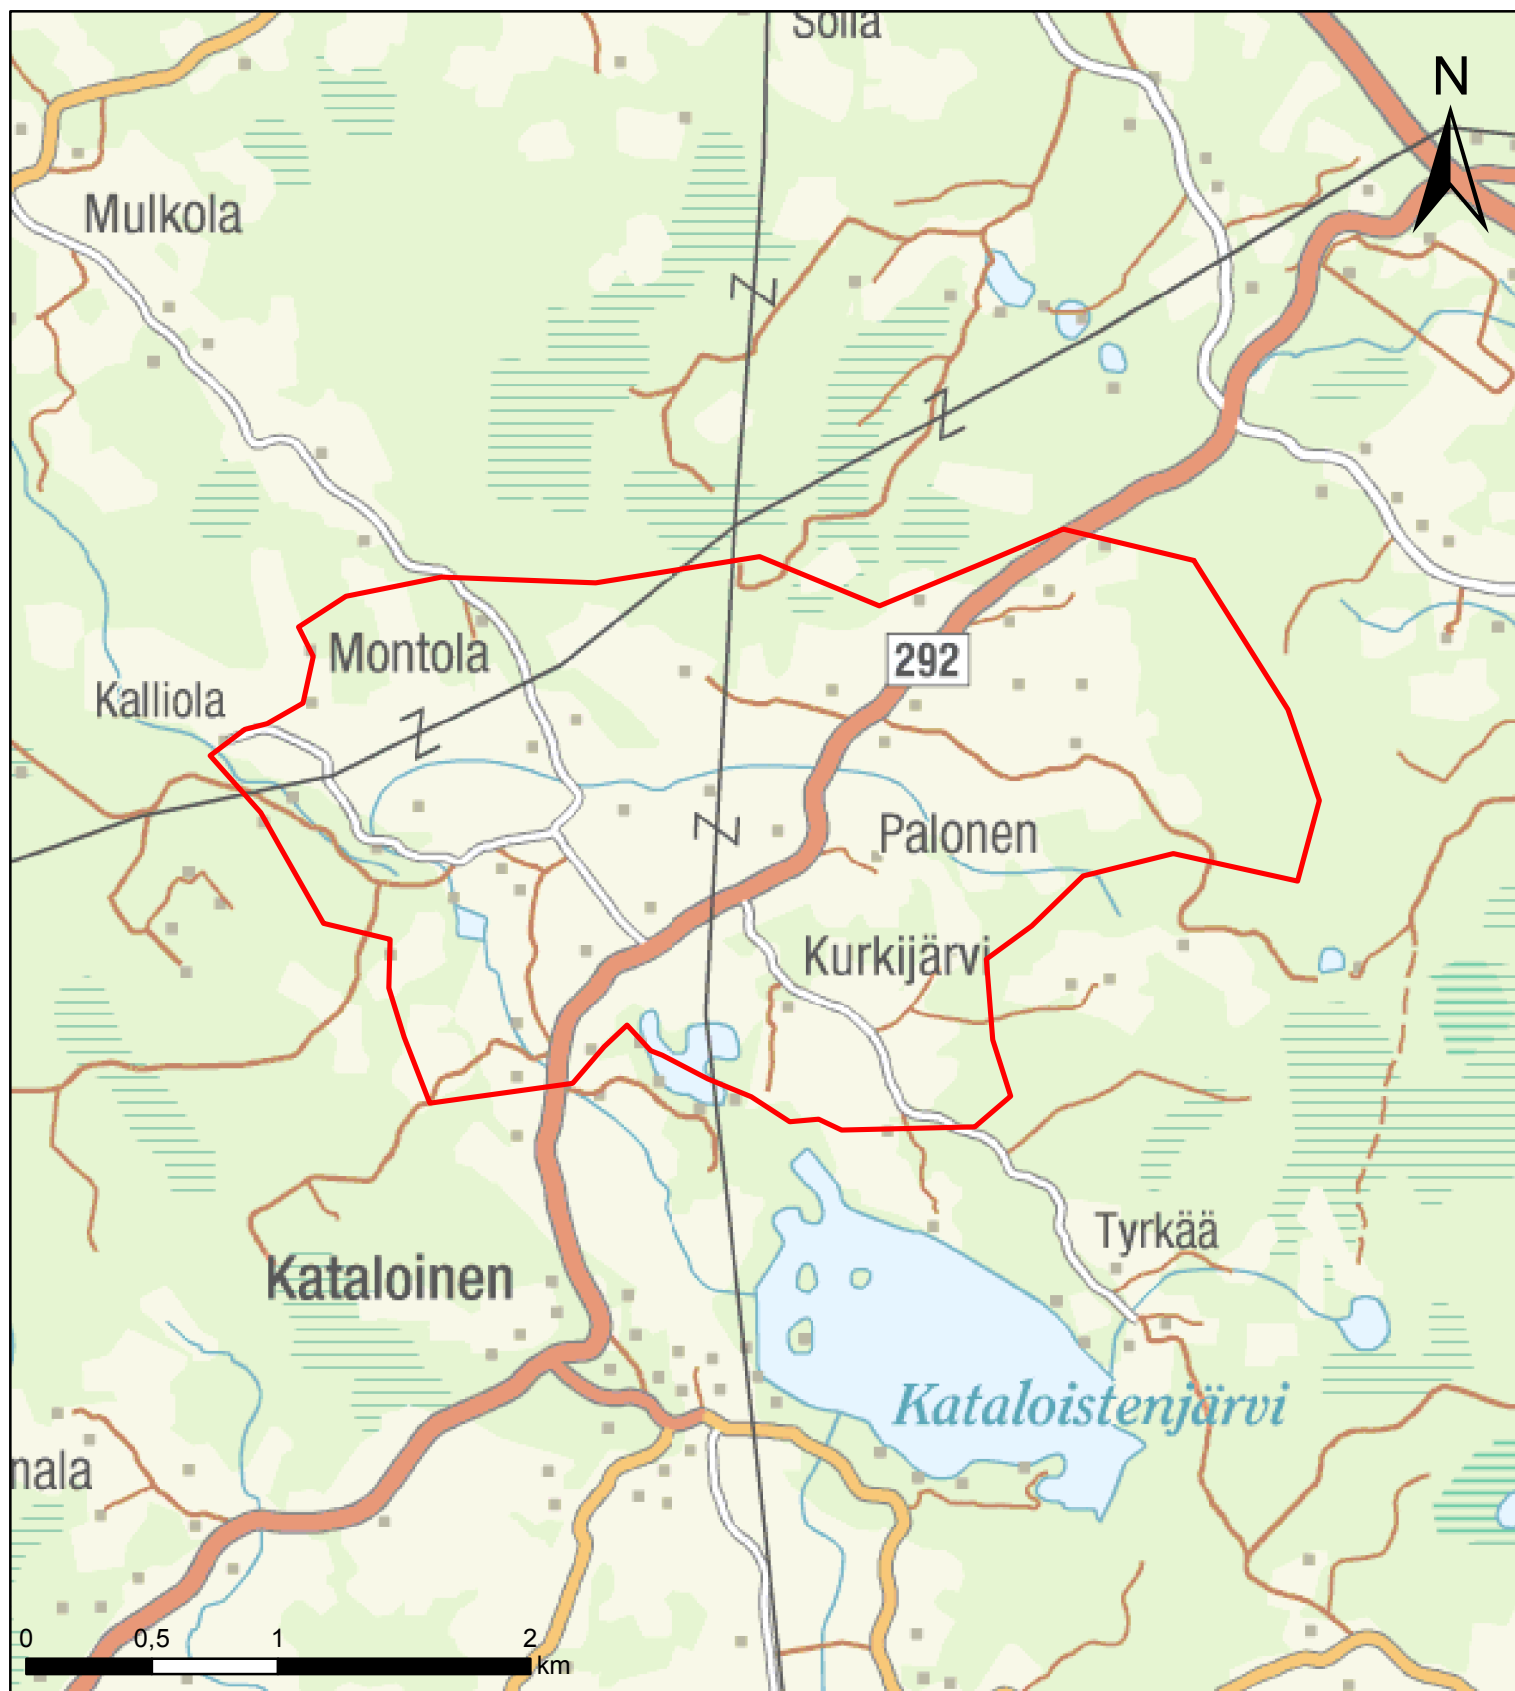 Solla
N
Mulkola
Montola
292
Kalliola
Palonen
Kurkijärvi
Tyrkää
Kataloinen
Kataloistenjärvi
nala
0 0,5 1 2
km